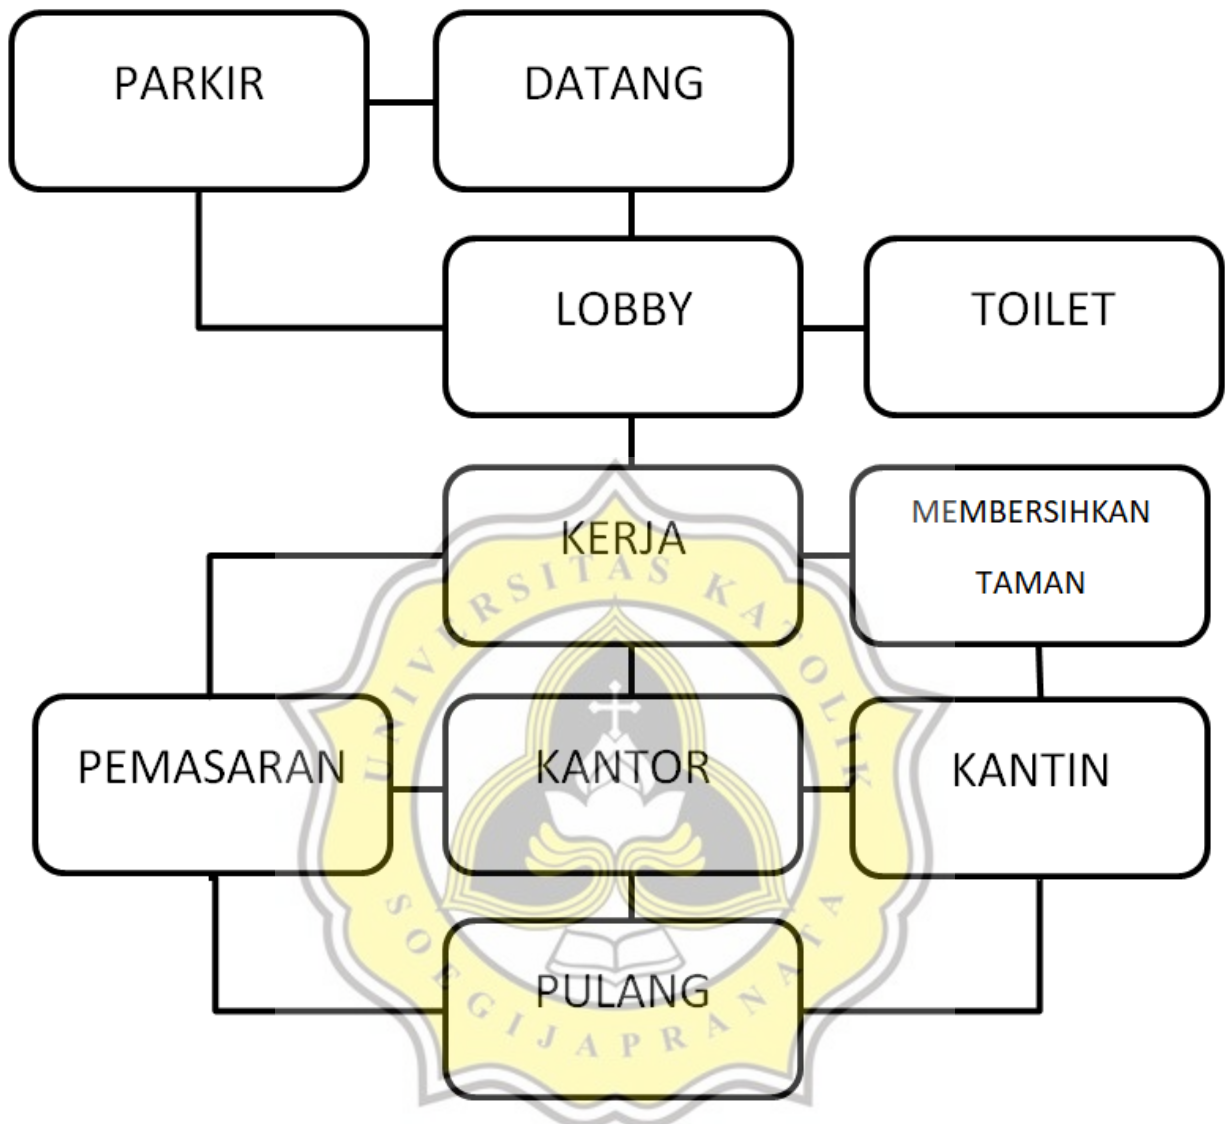 PARKIR
DATANG
LOBBY
TOILET
KERJA
MEMBERSIHKAN
TAMAN
PEMASARAN
KANTOR
KANTIN
PULANG
UNIVERSITAS KATOLIK
SOEGIJAPRANATA